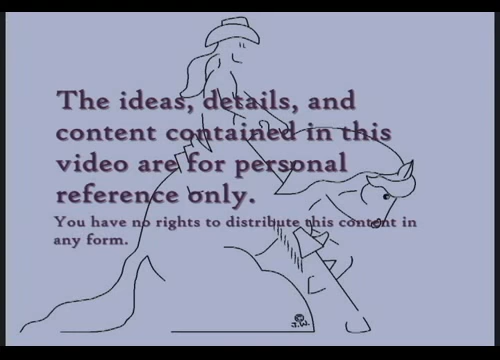 The ideas, details, and
content contained in this
video are for personal
reference only.
You have no rights to distribute this content in
any form.
©
J.W.